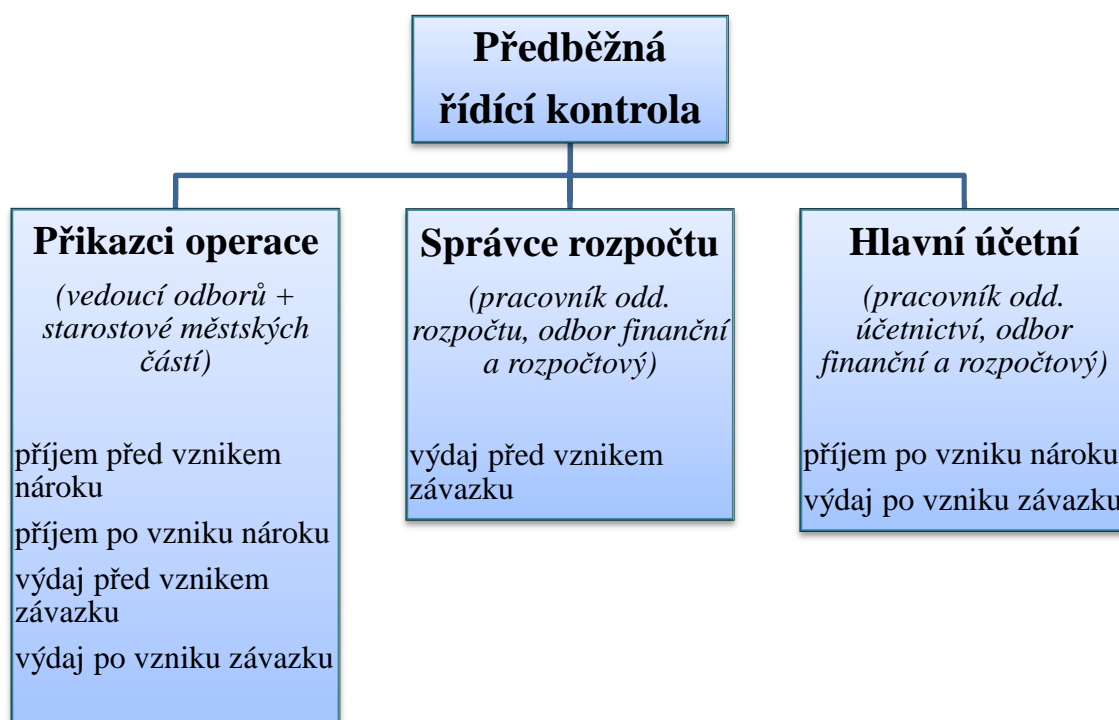 Předběžná
řídící kontrola
Přikazci operace
(vedoucí odborů +
starostové městských
částí)
příjem před vznikem
nároku
příjem po vzniku nároku
výdaj před vznikem
závazku
výdaj po vzniku závazku
Správce rozpočtu
(pracovník odd.
rozpočtu, odbor finanční
a rozpočtový)
výdaj před vznikem
závazku
Hlavní účetní
(pracovník odd.
účetnictví, odbor
finanční a rozpočtový)
příjem po vzniku nároku
výdaj po vzniku závazku